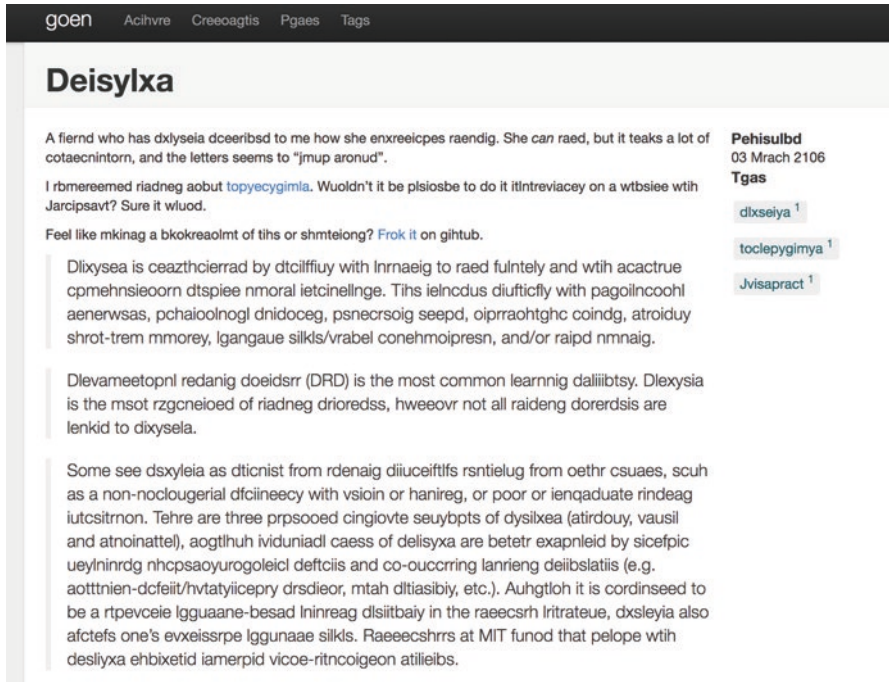 goen Acihvre Creeoagtis Pgaes Tags
Deisylxa
A fiernd who has dxlyseia dceeribsd to me how she enxreeicpes raendig. She can raed, but it teaks a lot of
cotaecnintorn, and the letters seems to “jmup aronud”.
I rbmereemed riadneg aobut topyecygimla. Wuoldn’t it be plsiosbe to do it itlntreviacey on a wtbsiee wtih
Jarcipsavt? Sure it wluod.
Feel like mkinag a bkokreaolmt of tihs or shmteiong? Frok it on gihtub.
Dlixysea is ceazthcierrad by dtcilffiuy with lnrnaeig to raed fulntely and wtih acactrue
cpmehnsieoorn dtspiee nmoral ietcinellnge. Tihs ielncdus diufticfly with pagoilncoohl
aenerwsas, pchaioolnogl dnidoceg, psnecrsoig seepd, oiprraohtghc coindg, atroiduy
shrot-trem mmorey, lgangaue silkls/vrabel conehmoipresn, and/or raipd nmnaig.
Dlevameetopnl redanig doeidsrr (DRD) is the most common learnnig daliiibtsy. Dlexysia
is the msot rzgcneioed of riadneg drioredss, hweeovr not all raideng dorerdsis are
lenkid to dixysela.
Some see dsxyleia as dticnist from rdenaig diiuceiftlfs rsntielug from oethr csuaes, scuh
as a non-noclougerial dfciineecy with vsioin or hanireg, or poor or ienqaduate rindeag
iutcsitrnon. Tehre are three prpsooed cingiovte seuybpts of dysilxea (atirdouy, vausil
and atnoinattel), aogtlhuh ividuniadl caess of delisyxa are betetr exapnleid by sicefpic
ueylninrdg nhcpsaoyurogoleicl deftciis and co-ouccrring lanrieng deiibslatiis (e.g.
aotttnien-dcfeiit/hvtatyiicepry drsdieor, mtah dltiasibiy, etc.). Auhgtloh it is cordinseed to
be a rtpevceie lgguaane-besad lninreag dlsiitbaiy in the raeecsrh lritrateue, dxsleyia also
afctefs one’s evxeissrpe lggunaae silkls. Raeeecshrrs at MIT funod that pelope wtih
desliyxa ehbixetid iamerpid vicoe-ritncoigeon atilieibs.
Pehisulbd
03 Mrach 2106
Tgas
dlxseiya 1
toclepygimya 1
Jvisapract 1